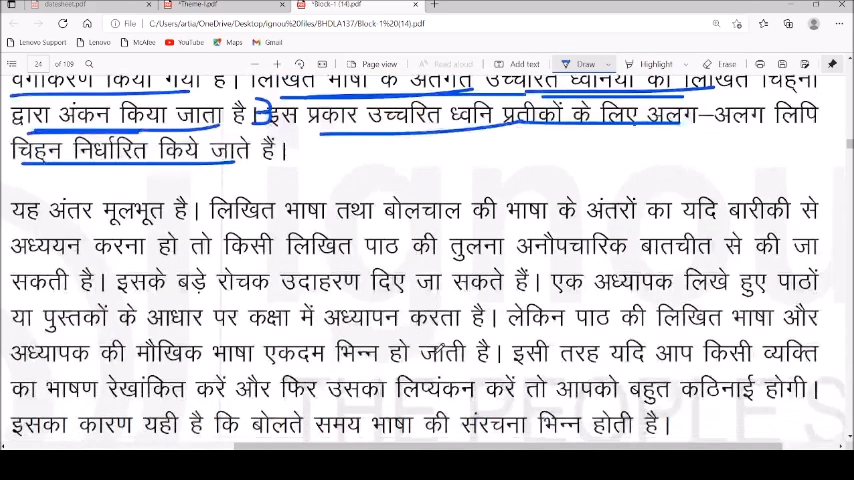 datesheet.pdf
*Theme-I.pdf
*Block-1 (14).pdf
File | C:/Users/artia/OneDrive/Desktop/ignou%20files/BHDLA137/Block-1%20(14).pdf
Lenovo Support Lenovo McAfee YouTube Maps Gmail
24 of 109 Page view Read aloud Add text Draw Highlight Erase
वर्गीकरण किया गया है। लिखित भाषा के अंतर्गत उच्चरित ध्वनियों का लिखित चिह्नों
द्वारा अंकन किया जाता है। इस प्रकार उच्चरित ध्वनि प्रतीकों के लिए अलग–अलग लिपि
चिह्न निर्धारित किये जाते हैं।
यह अंतर मूलभूत है। लिखित भाषा तथा बोलचाल की भाषा के अंतरों का यदि बारीकी से
अध्ययन करना हो तो किसी लिखित पाठ की तुलना अनौपचारिक बातचीत से की जा
सकती है। इसके बड़े रोचक उदाहरण दिए जा सकते हैं। एक अध्यापक लिखे हुए पाठों
या पुस्तकों के आधार पर कक्षा में अध्यापन करता है। लेकिन पाठ की लिखित भाषा और
अध्यापक की मौखिक भाषा एकदम भिन्न हो जाती है। इसी तरह यदि आप किसी व्यक्ति
का भाषण रेखांकित करें और फिर उसका लिप्यंकन करें तो आपको बहुत कठिनाई होगी।
इसका कारण यही है कि बोलते समय भाषा की संरचना भिन्न होती है।
ignou
THE PEOPLE'S